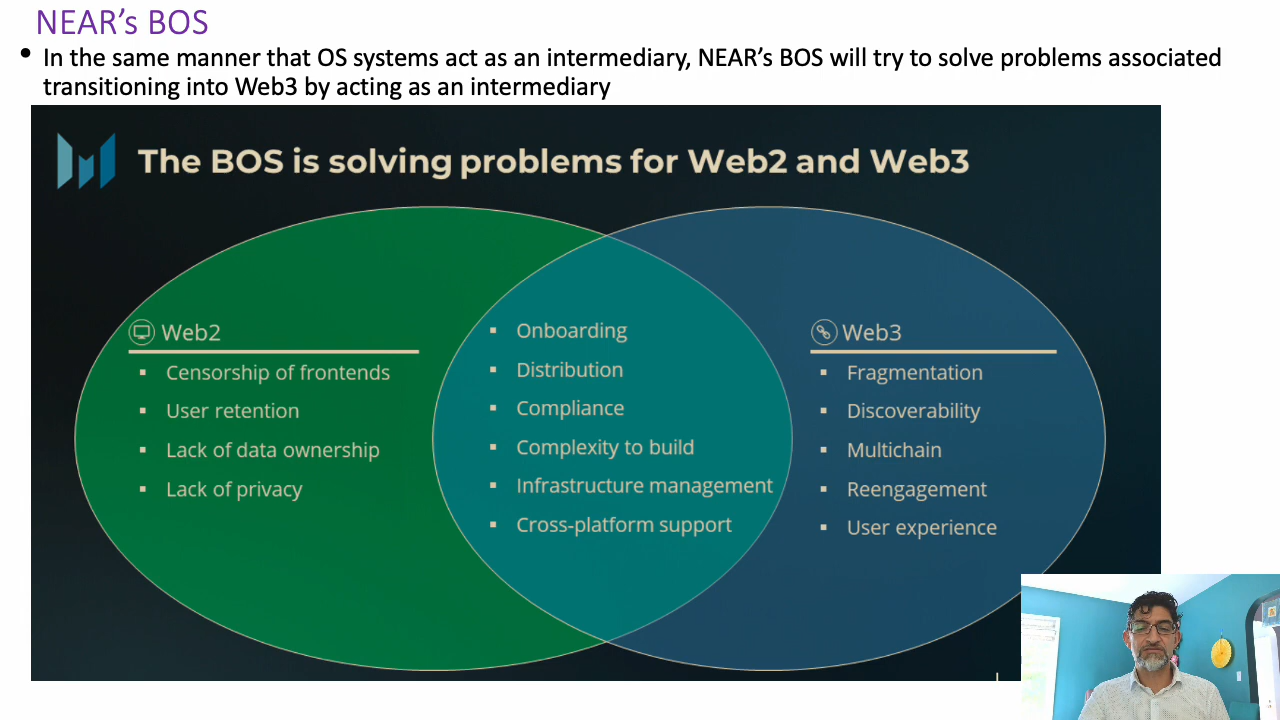 NEAR’s BOS
• In the same manner that OS systems act as an intermediary, NEAR’s BOS will try to solve problems associated
transitioning into Web3 by acting as an intermediary
The BOS is solving problems for Web2 and Web3
Web2
▪ Censorship of frontends
▪ User retention
▪ Lack of data ownership
▪ Lack of privacy
▪ Onboarding
▪ Distribution
▪ Compliance
▪ Complexity to build
▪ Infrastructure management
▪ Cross-platform support
Web3
▪ Fragmentation
▪ Discoverability
▪ Multichain
▪ Reengagement
▪ User experience